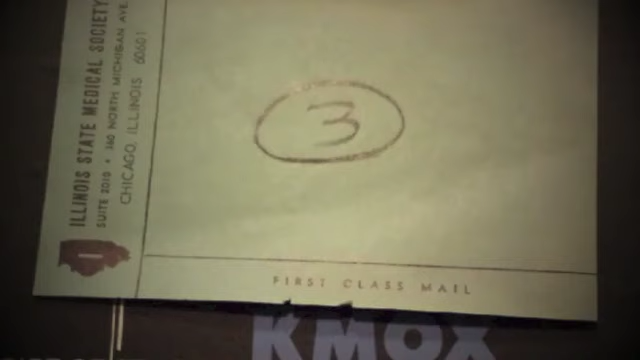 ILLINOIS STATE MEDICAL SOCIETY
SUITE 2010 • 360 NORTH MICHIGAN AVE.
CHICAGO, ILLINOIS 60601
3
FIRST CLASS MAIL
KMOX